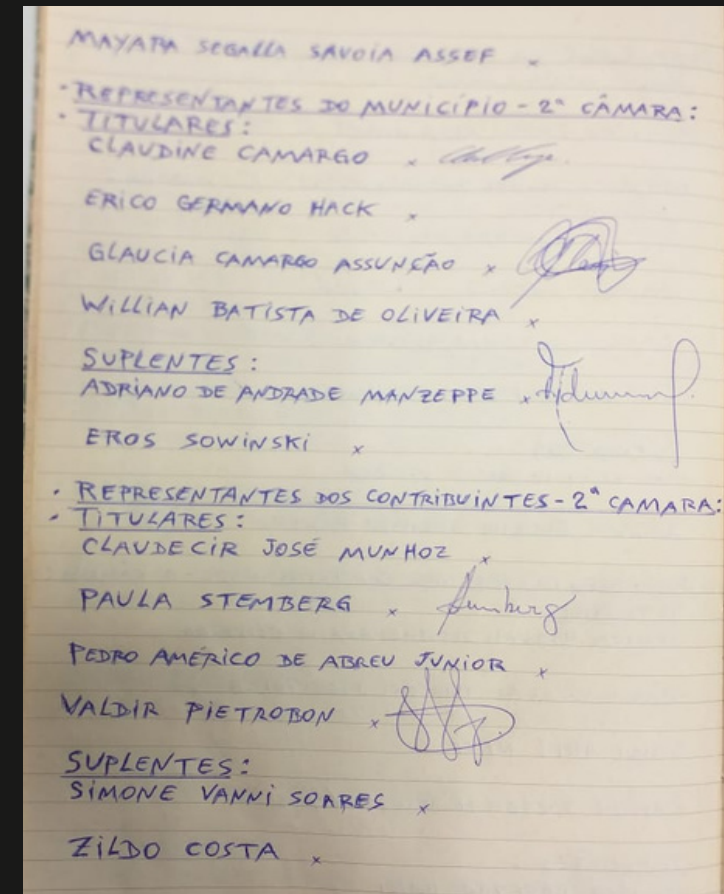 MAYARA SEGALLA SAVOIA ASSEF x
· REPRESENTANTES DO MUNICÍPIO - 2ª CÂMARA:
· TITULARES:
CLAUDINE CAMARGO x
ERICO GERMANO HACK x
GLAUCIA CAMARGO ASSUNÇÃO x
WILLIAN BATISTA DE OLIVEIRA x
SUPLENTES:
ADRIANO DE ANDRADE MANZEPPE x
EROS SOWINSKI x
· REPRESENTANTES DOS CONTRIBUINTES - 2ª CAMARA:
· TITULARES:
CLAUDECIR JOSÉ MUNHOZ x
PAULA STEMBERG x
PEDRO AMÉRICO DE ABREU JUNIOR x
VALDIR PIETROBON x
SUPLENTES:
SIMONE VANNI SOARES x
ZILDO COSTA x